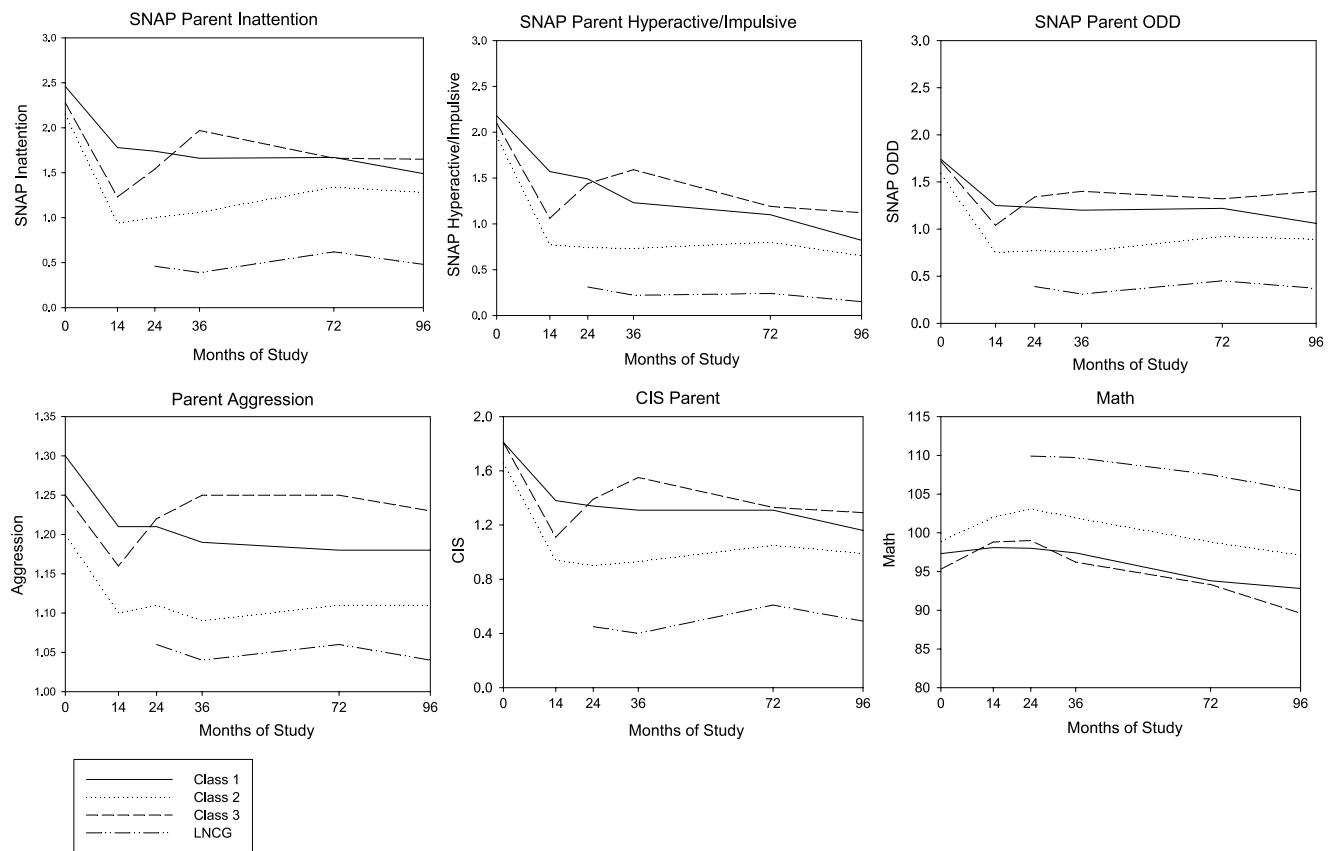 SNAP Parent Inattention
SNAP Inattention
3.0
2.5
2.0
1.5
1.0
0.5
0.0
0 14 24 36 72 96
Months of Study
SNAP Parent Hyperactive/Impulsive
SNAP Hyperactive/Impulsive
3.0
2.5
2.0
1.5
1.0
0.5
0.0
0 14 24 36 72 96
Months of Study
SNAP Parent ODD
SNAP ODD
3.0
2.5
2.0
1.5
1.0
0.5
0.0
0 14 24 36 72 96
Months of Study
Parent Aggression
Aggression
1.35
1.30
1.25
1.20
1.15
1.10
1.05
1.00
0 14 24 36 72 96
Months of Study
CIS Parent
CIS
2.0
1.6
1.2
0.8
0.4
0.0
0 14 24 36 72 96
Months of Study
Math
Math
115
110
105
100
95
90
85
80
0 14 24 36 72 96
Months of Study
Class 1
Class 2
Class 3
LNCG